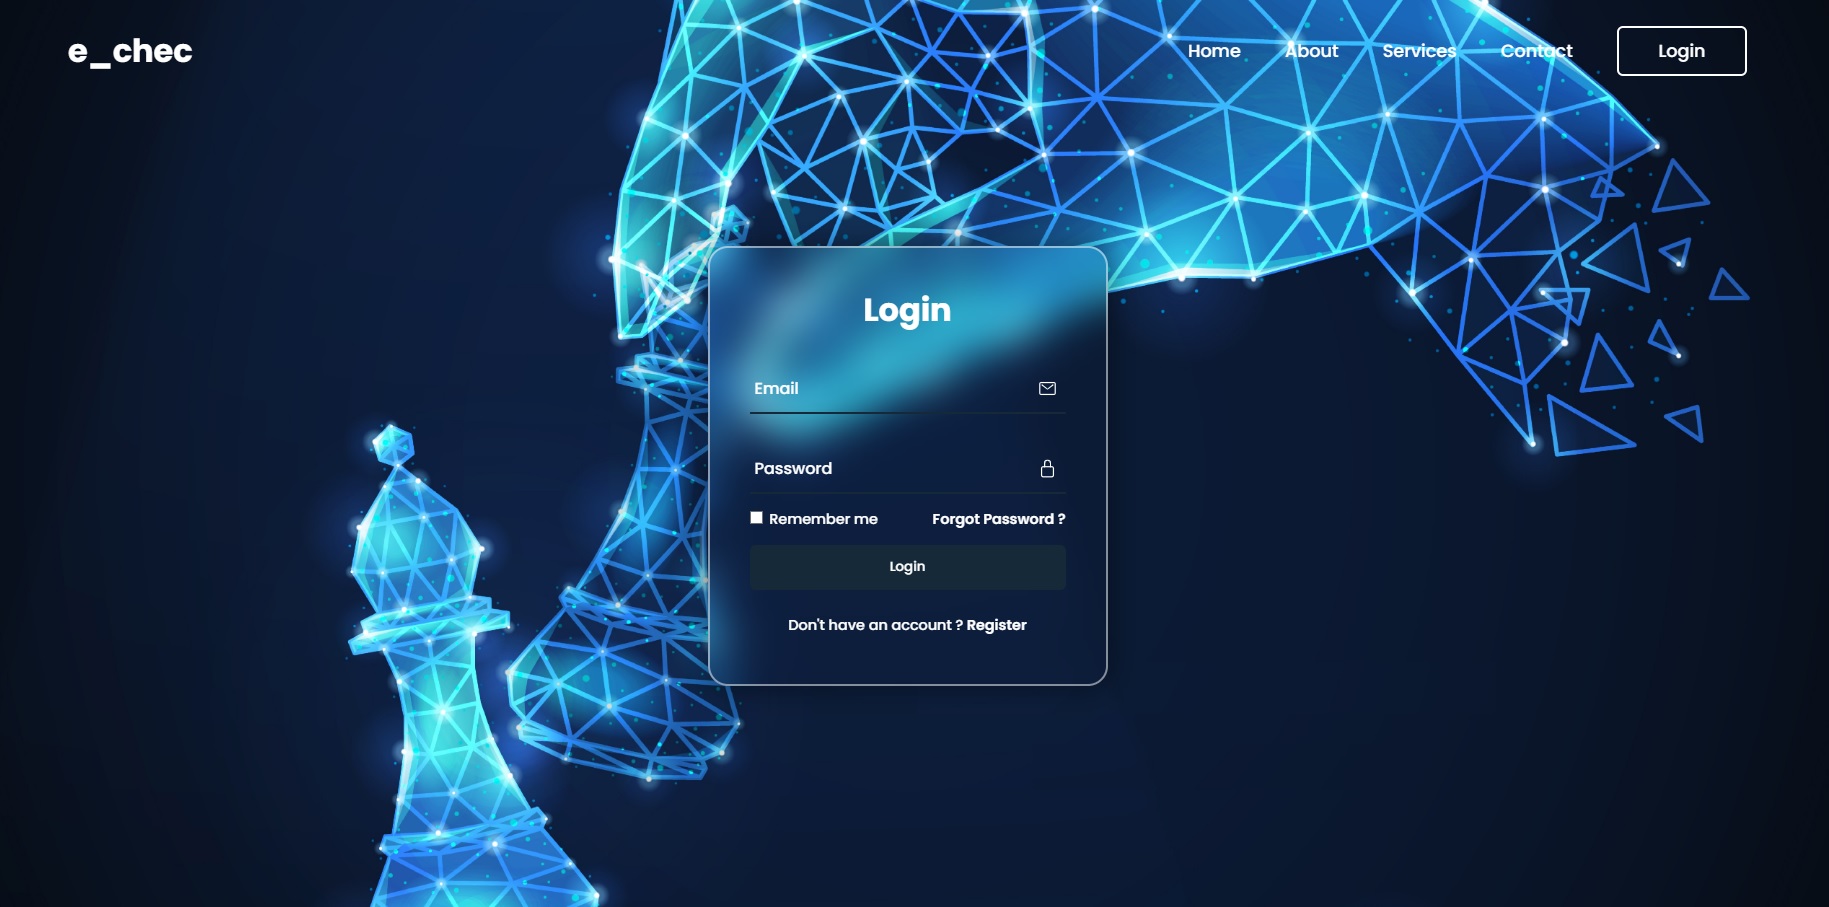 e_chec
Home About Services Contact Login
Login
Email
Password
Remember me Forgot Password ?
Login
Don't have an account ? Register